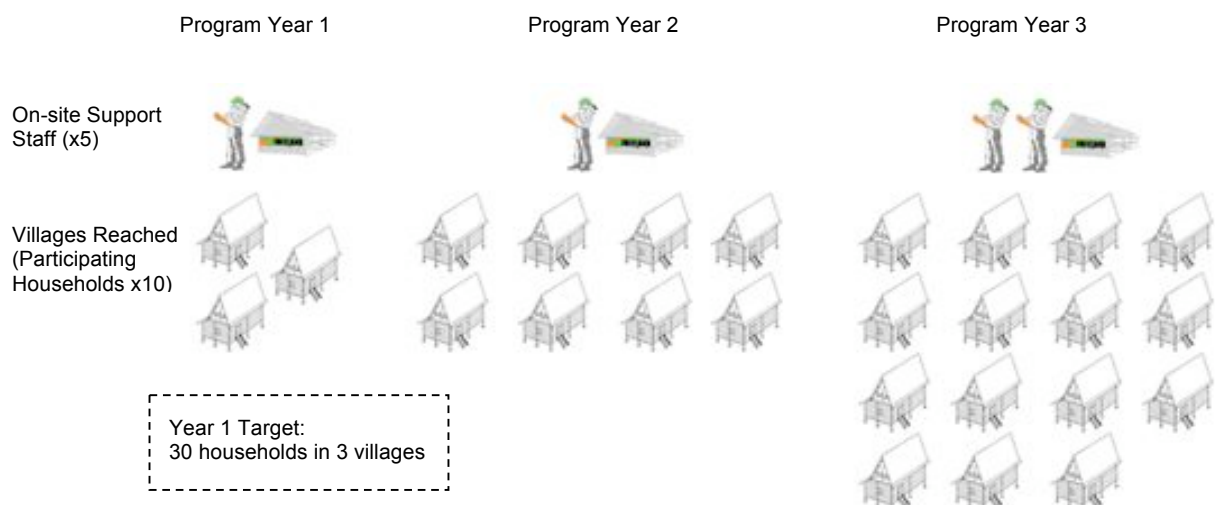 Program Year 1
Program Year 2
Program Year 3
On-site Support
Staff (x5)
Villages Reached
(Participating
Households x10)
Year 1 Target:
30 households in 3 villages